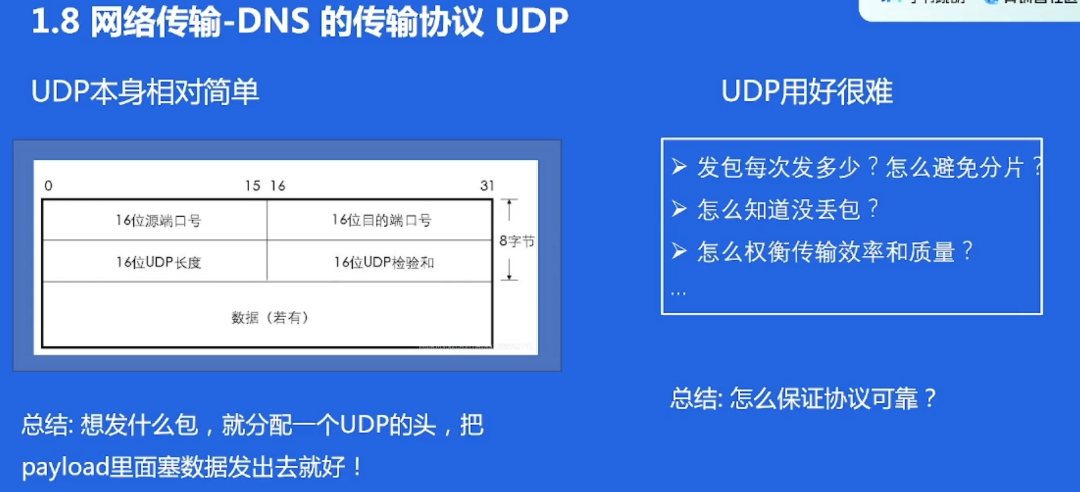 1.8 网络传输-DNS 的传输协议 UDP
UDP本身相对简单
0 15 16 31
16位源端口号 16位目的端口号
8字节
16位UDP长度 16位UDP检验和
数据（若有）
总结: 想发什么包，就分配一个UDP的头，把
payload里面塞数据发出去就好！
UDP用好很难
➢ 发包每次发多少？怎么避免分片？
➢ 怎么知道没丢包？
➢ 怎么权衡传输效率和质量？
...
总结: 怎么保证协议可靠？